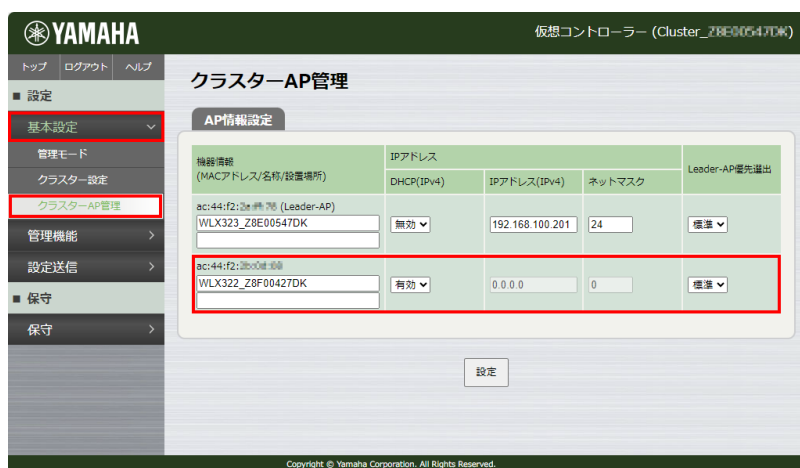 YAMAHA
仮想コントローラー (Cluster_Z8E00547DK)
トップ ログアウト ヘルプ
■ 設定
基本設定
管理モード
クラスター設定
クラスターAP管理
管理機能
設定送信
■ 保守
保守
クラスターAP管理
AP情報設定
機器情報
(MACアドレス/名称/設置場所)
IPアドレス
DHCP(IPv4) IPアドレス(IPv4) ネットマスク
Leader-AP優先選出
ac:44:f2: (Leader-AP)
WLX323_Z8E00547DK
無効 192.168.100.201 24 標準
ac:44:f2:
WLX322_Z8F00427DK
有効 0.0.0.0 0 標準
設定
Copyright © Yamaha Corporation. All Rights Reserved.